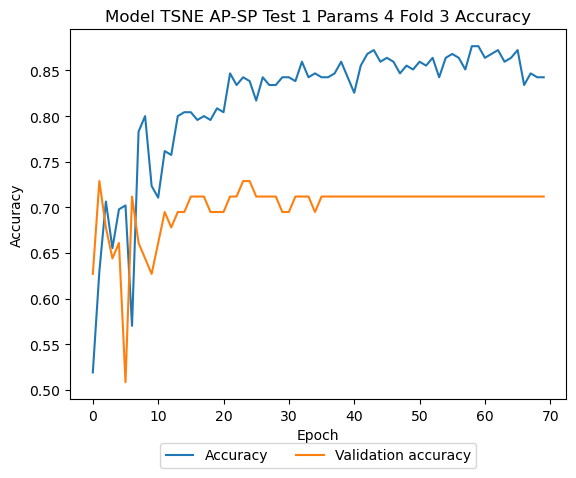 Model TSNE AP-SP Test 1 Params 4 Fold 3 Accuracy
0.85
0.80
0.75
0.70
0.65
0.60
0.55
0.50
Accuracy
0 10 20 30 40 50 60 70
Epoch
Accuracy Validation accuracy